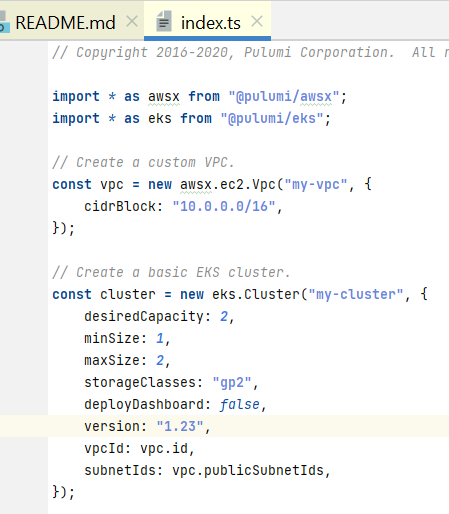 README.md
index.ts
// Copyright 2016-2020, Pulumi Corporation.  All
import * as awsx from "@pulumi/awsx";
import * as eks from "@pulumi/eks";
// Create a custom VPC.
const vpc = new awsx.ec2.Vpc("my-vpc", {
    cidrBlock: "10.0.0.0/16",
});
// Create a basic EKS cluster.
const cluster = new eks.Cluster("my-cluster", {
    desiredCapacity: 2,
    minSize: 1,
    maxSize: 2,
    storageClasses: "gp2",
    deployDashboard: false,
    version: "1.23",
    vpcId: vpc.id,
    subnetIds: vpc.publicSubnetIds,
});